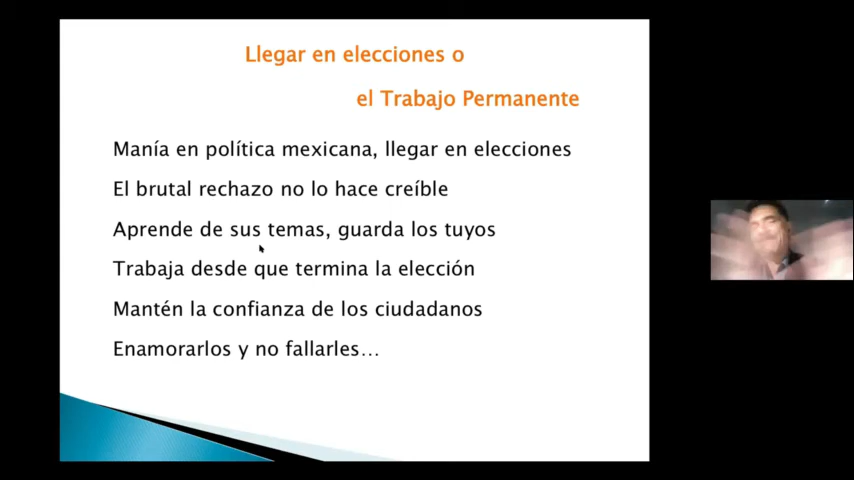 Llegar en elecciones o
el Trabajo Permanente
Manía en política mexicana, llegar en elecciones
El brutal rechazo no lo hace creíble
Aprende de sus temas, guarda los tuyos
Trabaja desde que termina la elección
Mantén la confianza de los ciudadanos
Enamorarlos y no fallarles…